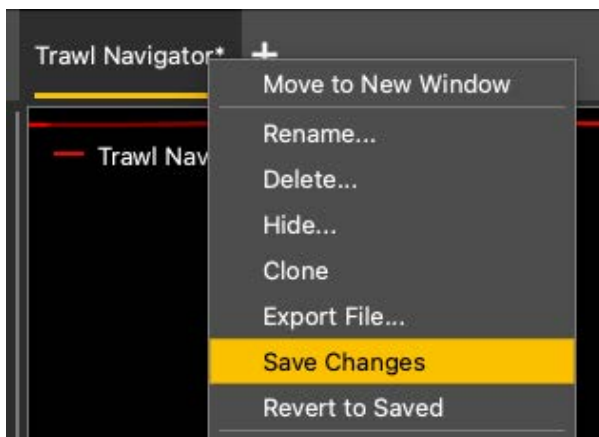 Trawl Navigator* +
Move to New Window
Rename...
Trawl Nav
Delete...
Hide...
Clone
Export File...
Save Changes
Revert to Saved